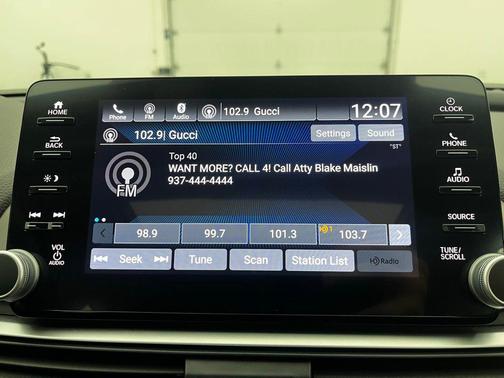 HOME
BACK
VOL
AUDIO
Phone FM Audio 102.9 Gucci 12:07
102.9| Gucci Settings Sound
"ST"
Top 40
WANT MORE? CALL 4! Call Atty Blake Maislin
937-444-4444
FM
98.9 99.7 101.3 1 103.7
Seek Tune Scan Station List HD Radio
CLOCK
PHONE
AUDIO
SOURCE
TUNE/
SCROLL